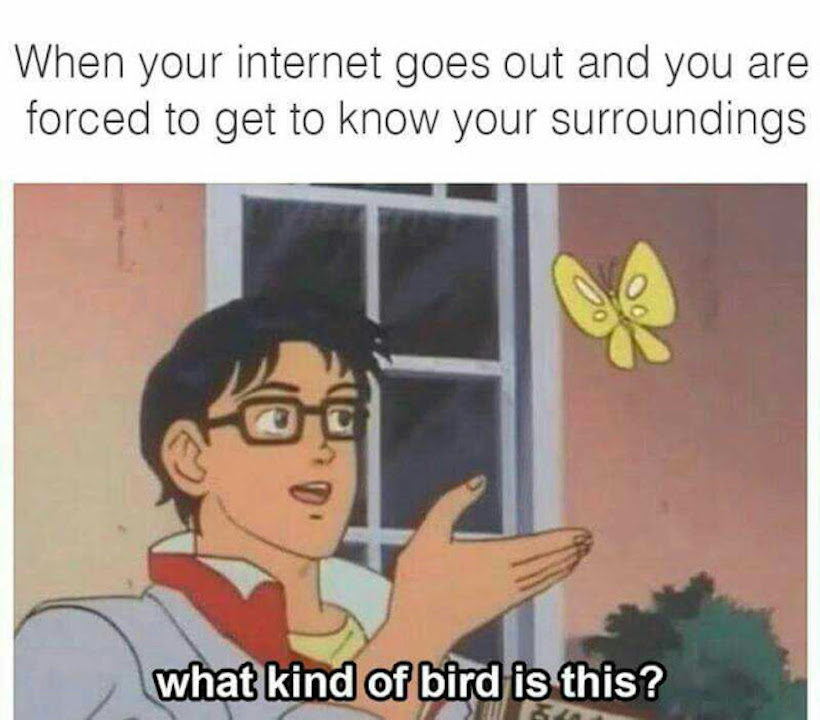 When your internet goes out and you are
forced to get to know your surroundings
what kind of bird is this?